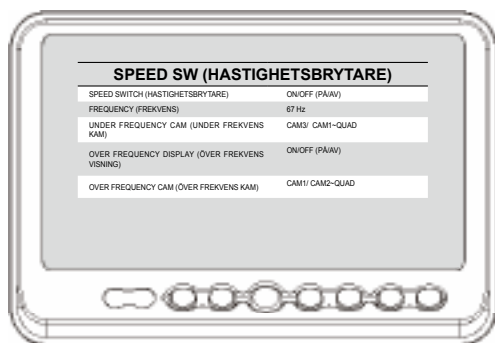 SPEED SW (HASTIGHETSBRYTARE)
SPEED SWITCH (HASTIGHETSBRYTARE) ON/OFF (PÅ/AV)
FREQUENCY (FREKVENS) 67 Hz
UNDER FREQUENCY CAM (UNDER FREKVENS CAM3/ CAM1~QUAD
KAM)
OVER FREQUENCY DISPLAY (ÖVER FREKVENS ON/OFF (PÅ/AV)
VISNING)
OVER FREQUENCY CAM (ÖVER FREKVENS KAM) CAM1/ CAM2~QUAD